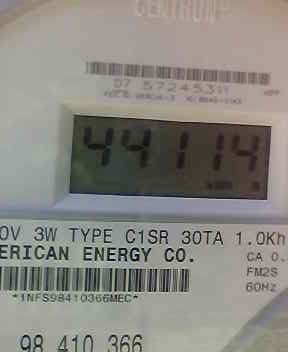 CENTRON
07 57245311
44114
0V 3W TYPE C1SR 30TA 1.0Kh
ERICAN ENERGY CO.
CA 0.
FM2S
60Hz
*1NFS98410366MEC*
98 410 366